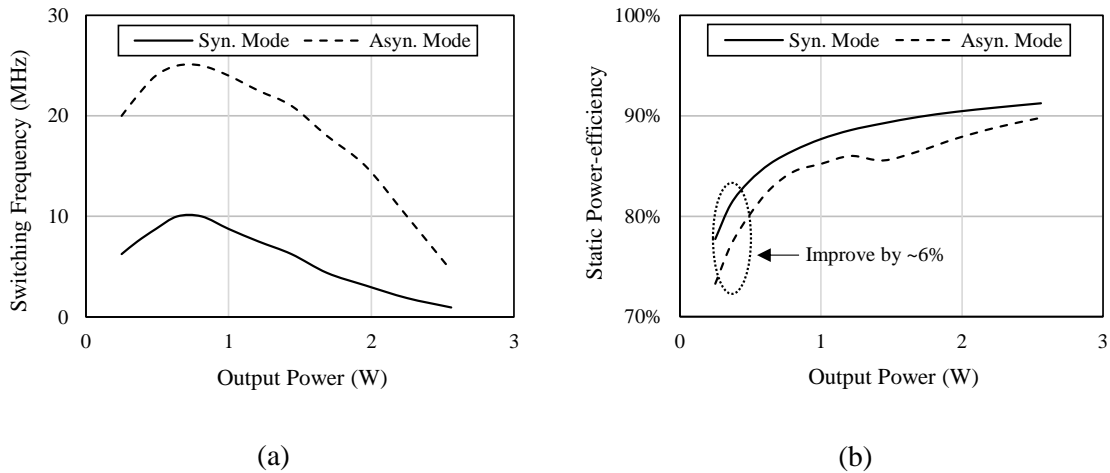 30
20
10
0
Switching Frequency (MHz)
Syn. Mode
Asyn. Mode
0
1
2
3
Output Power (W)
(a)
100%
90%
80%
70%
Static Power-efficiency
Syn. Mode
Asyn. Mode
Improve by ~6%
0
1
2
3
Output Power (W)
(b)